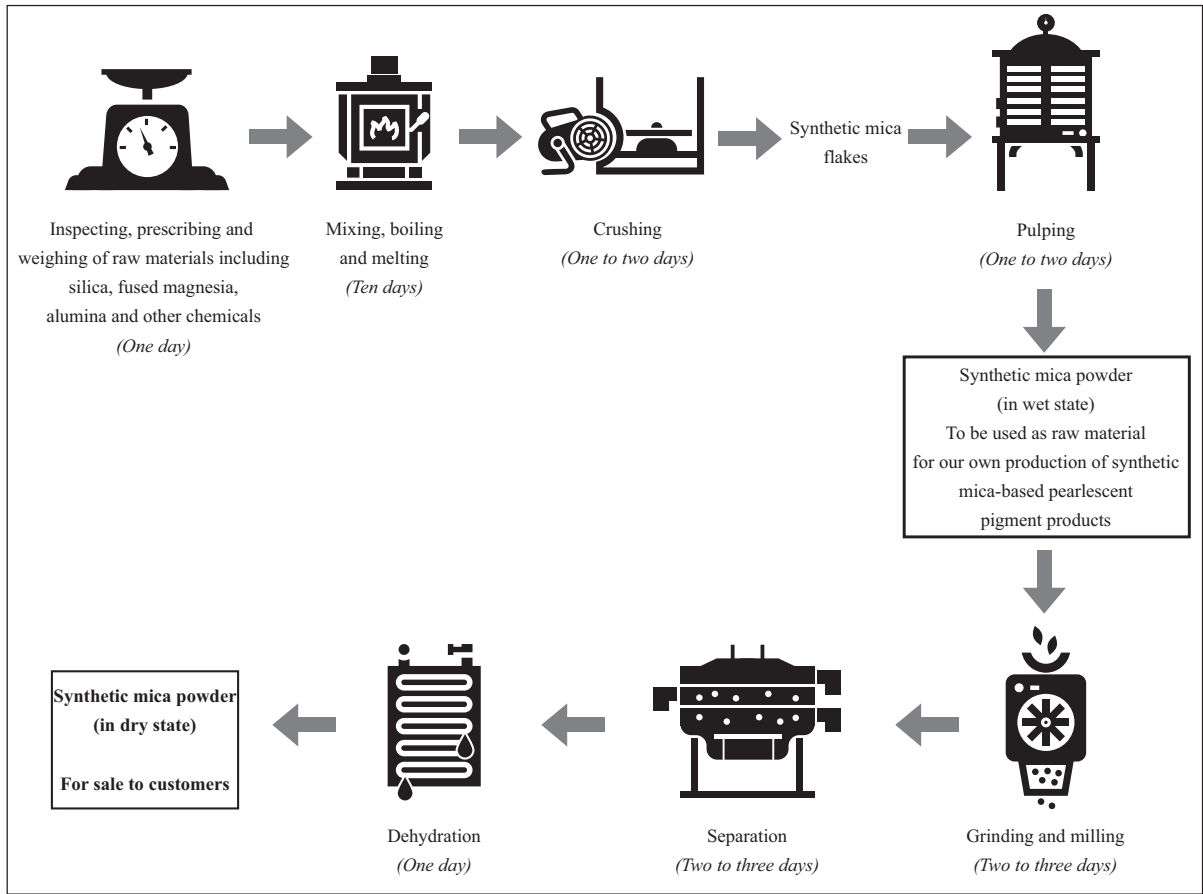 Inspecting, prescribing and
weighing of raw materials including
silica, fused magnesia,
alumina and other chemicals
(One day)
Mixing, boiling
and melting
(Ten days)
Crushing
(One to two days)
Synthetic mica
flakes
Pulping
(One to two days)
Synthetic mica powder
(in wet state)
To be used as raw material
for our own production of synthetic
mica-based pearlescent
pigment products
Grinding and milling
(Two to three days)
Separation
(Two to three days)
Dehydration
(One day)
Synthetic mica powder
(in dry state)
For sale to customers